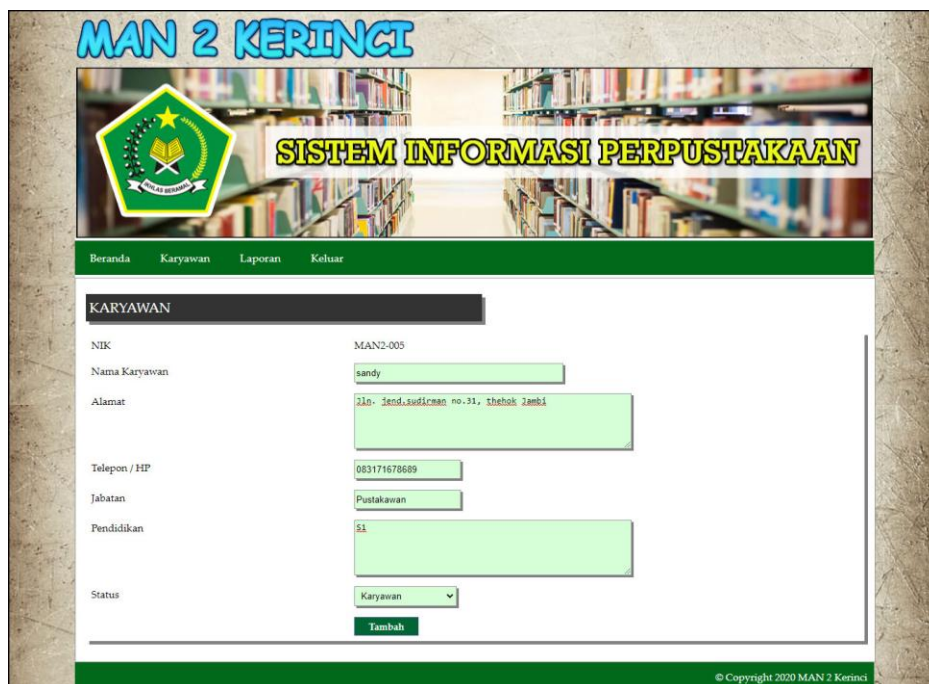 MAN 2 KERINCI
SISTEM INFORMASI PERPUSTAKAAN
IKHLAS BERAMAL
Beranda Karyawan Laporan Keluar
KARYAWAN
NIK MAN2-005
Nama Karyawan sandy
Alamat Jln. jend.sudirman no.31, thehok Jambi
Telepon / HP 083171678689
Jabatan Pustakawan
Pendidikan S1
Status Karyawan
Tambah
© Copyright 2020 MAN 2 Kerinci